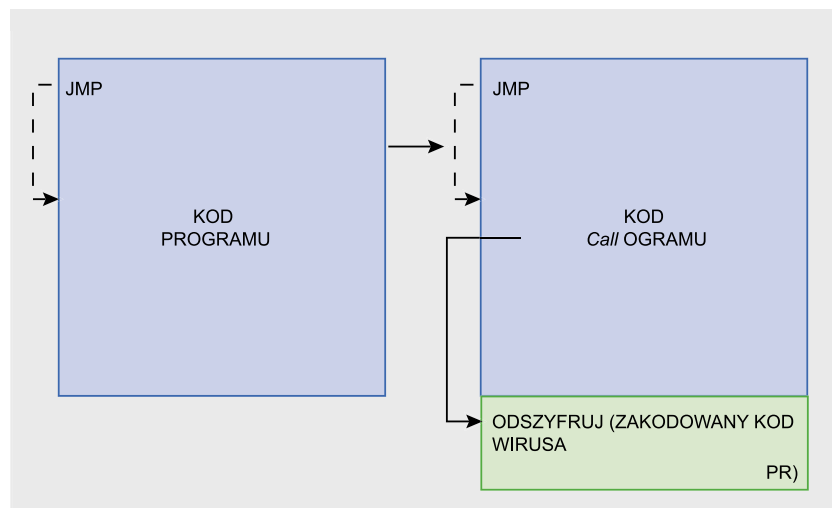 JMP
KOD
PROGRAMU
JMP
KOD
Call OGRAMU
ODSZYFRUJ (ZAKODOWANY KOD
WIRUSA
PR)